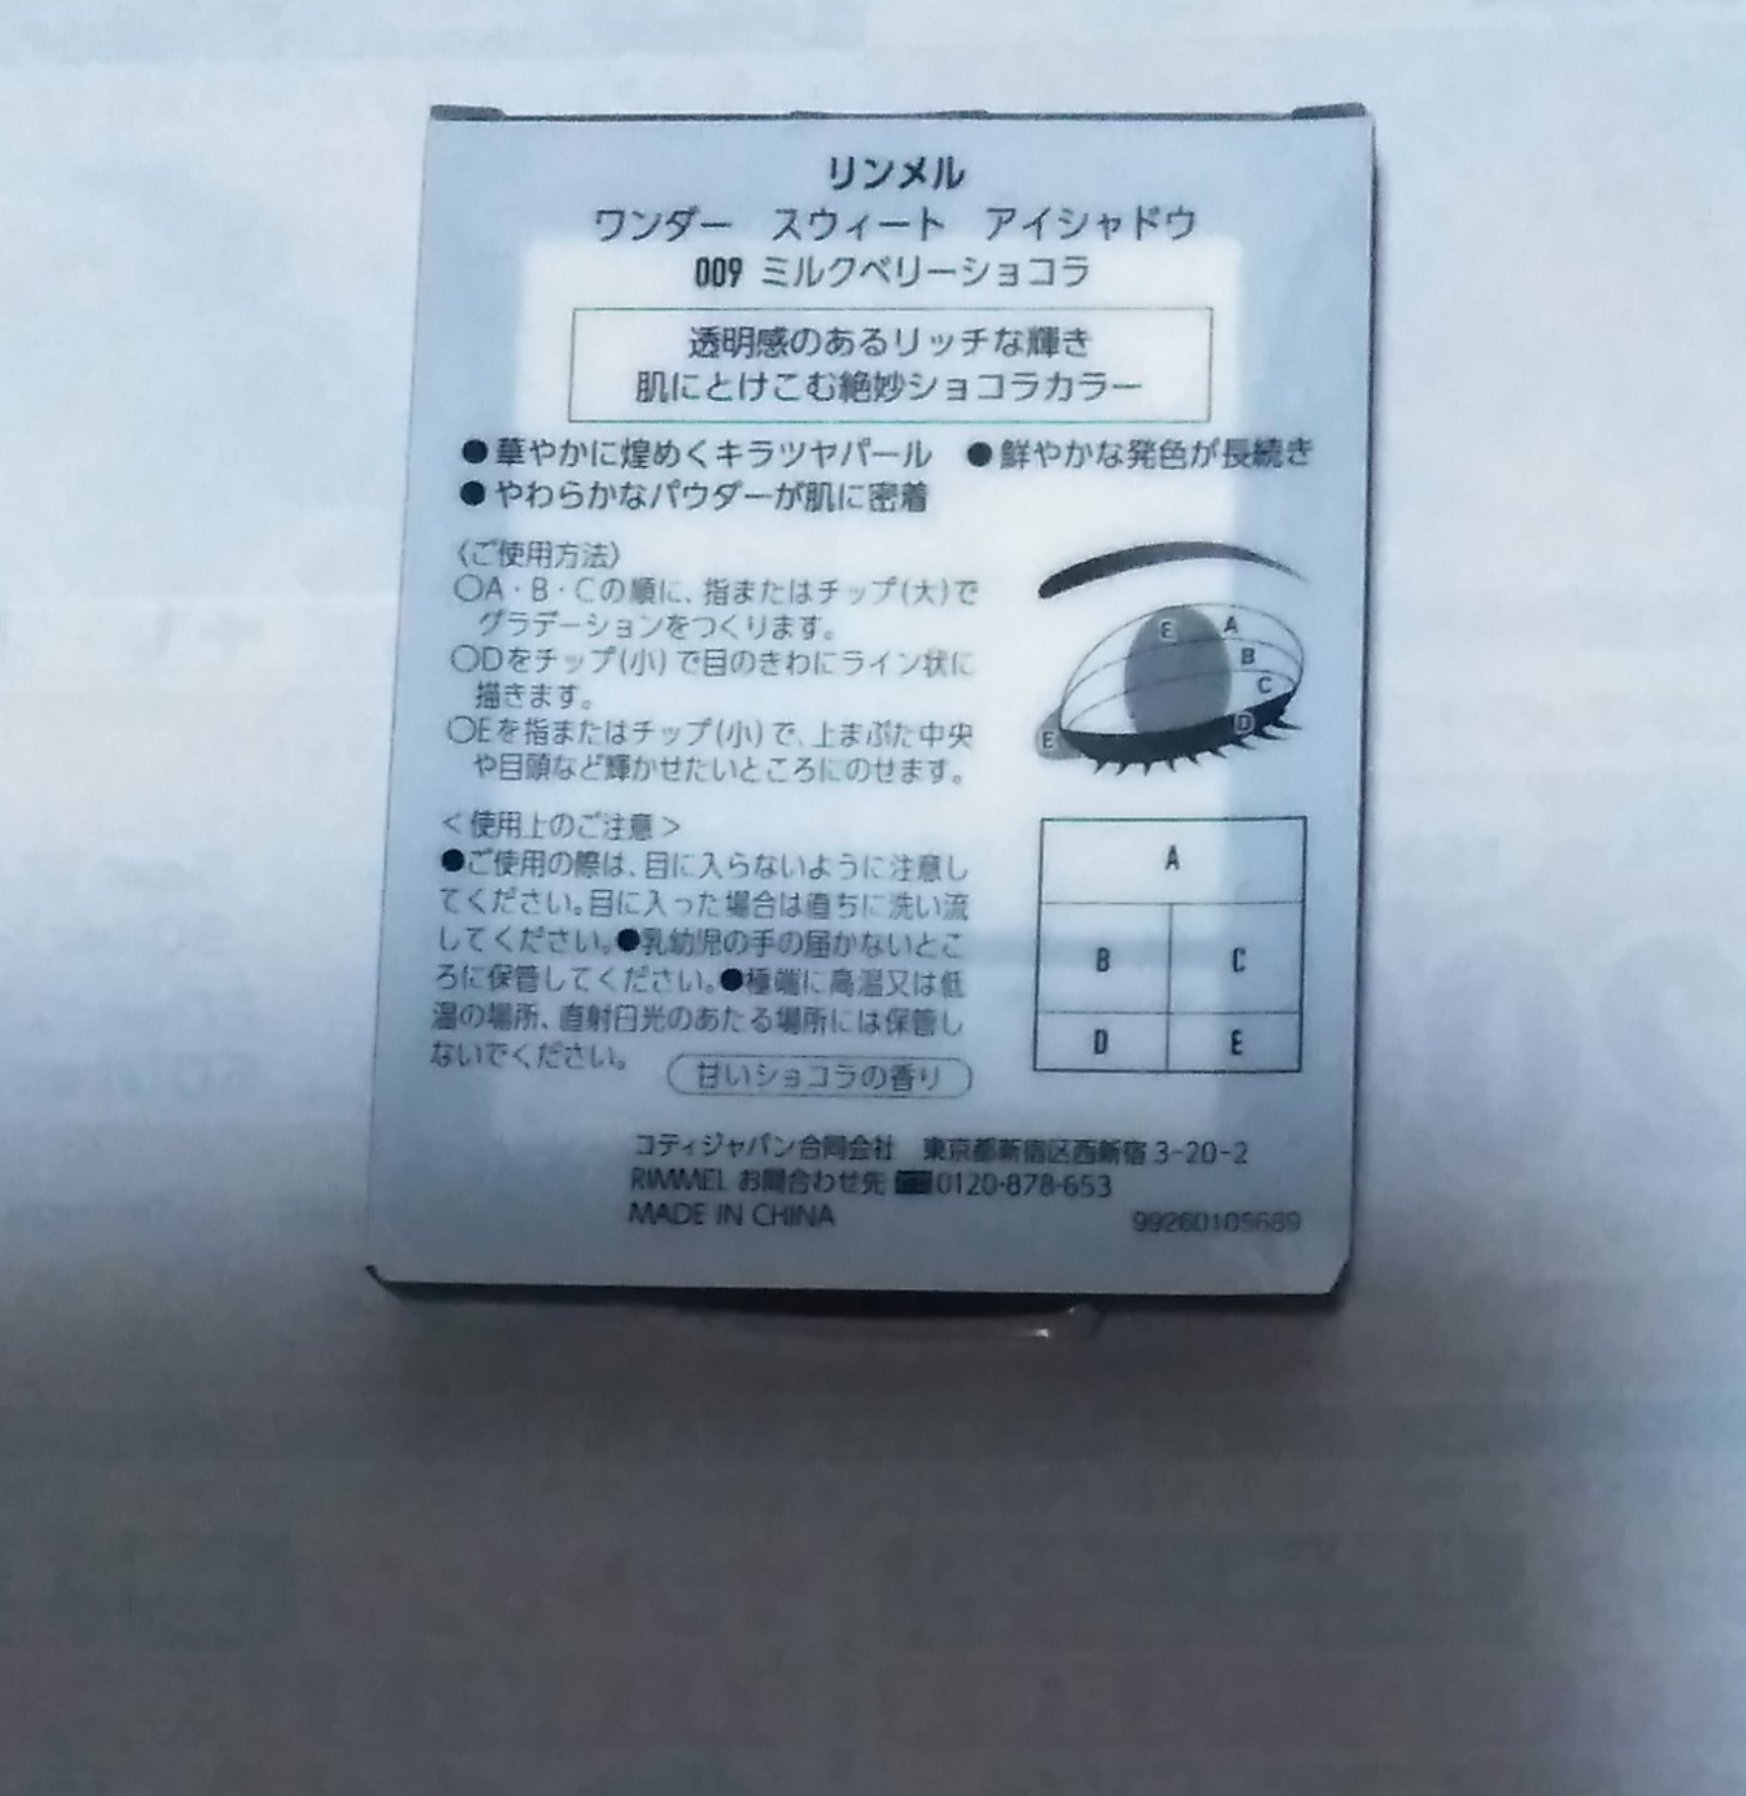 リンメル
ワンダー スウィート アイシャドウ
009 ミルクベリーショコラ
透明感のあるリッチな輝き
肌にとけこむ絶妙ショコラカラー
●華やかに煌めくキラツヤパール ●鮮やかな発色が長続き
●やわらかなパウダーが肌に密着
〈ご使用方法〉
○A・B・Cの順に、指またはチップ(大)で
グラデーションをつくります。
○Dをチップ(小)で目のきわにライン状に
描きます。
○Eを指またはチップ(小)で、上まぶた中央
や目頭など輝かせたいところにのせます。
E A
B
C
D
E
<使用上のご注意>
●ご使用の際は、目に入らないように注意し
てください。目に入った場合は直ちに洗い流
してください。●乳幼児の手の届かないとこ
ろに保管してください。●極端に高温又は低
温の場所、直射日光のあたる場所には保管し
ないでください。
甘いショコラの香り
A
B C
D E
コティジャパン合同会社 東京都新宿区西新宿3-20-2
RIMMEL お問合わせ先 0120-878-653
MADE IN CHINA 99260105689